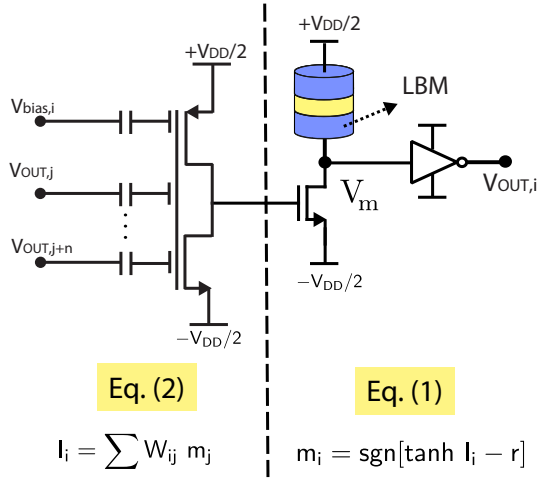 +VDD/2
Vbias,i
VOUT,j
VOUT,j+n
−VDD/2
Eq. (2)
Iᵢ = ∑ Wᵢⱼ mⱼ
+VDD/2
LBM
Vm
VOUT,i
−VDD/2
Eq. (1)
mᵢ = sgn[tanh Iᵢ − r]